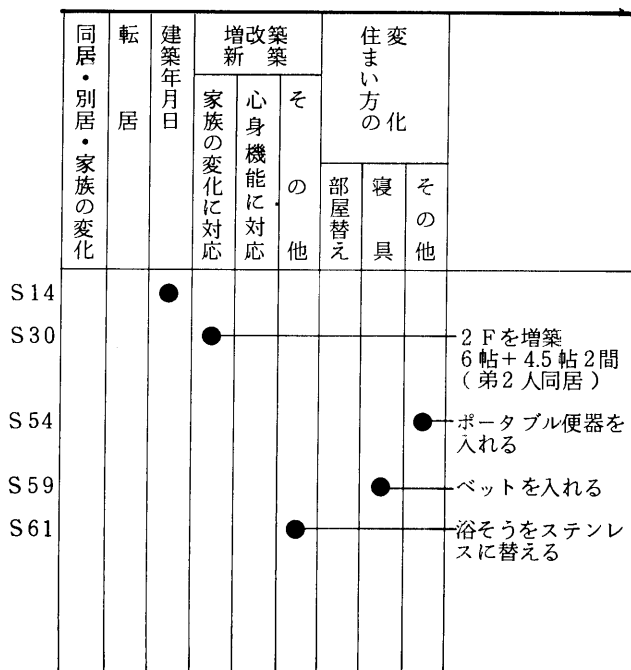 同居・別居・家族の変化
転居
建築年月日
増改築
新築
家族の変化に対応
心身機能に対応
その他
住まい方の
変化
部屋替え
寝具
その他
S14
S30
2Fを増築
6帖+4.5帖2間
(弟2人同居)
S54
ポータブル便器を
入れる
S59
ベットを入れる
S61
浴そうをステンレ
スに替える